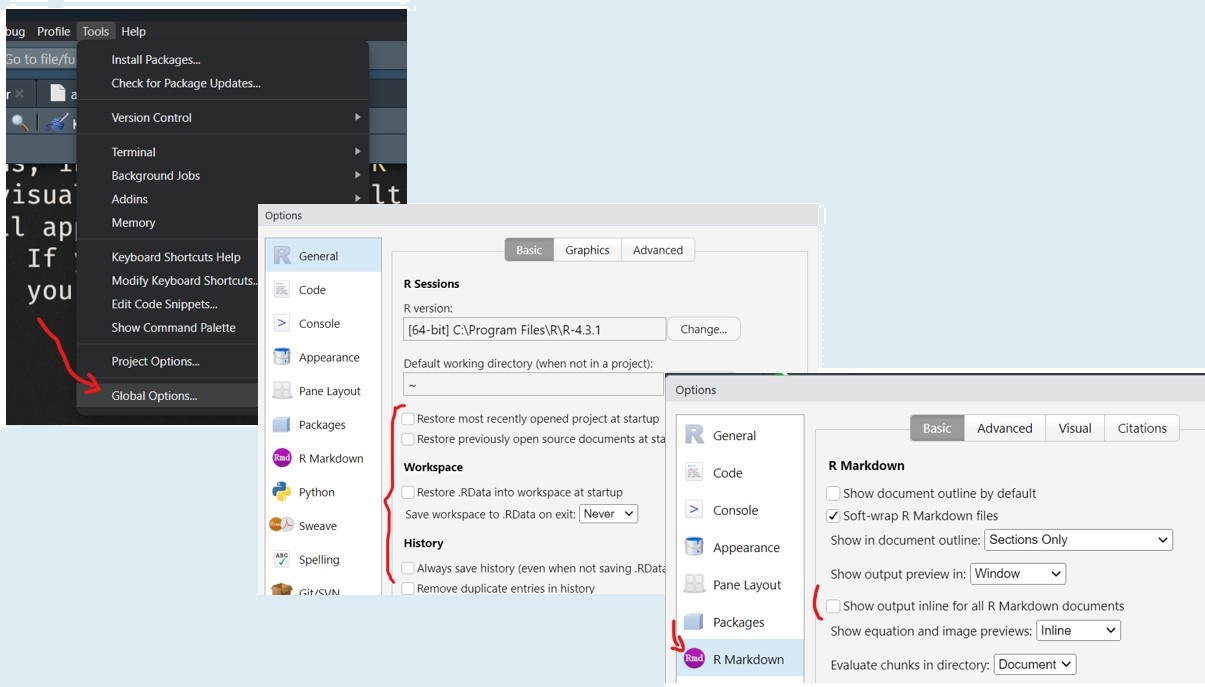 bug Profile Tools Help
Go to file/fu
Install Packages...
Check for Package Updates...
Version Control
Terminal
Background Jobs
Addins
Memory
Keyboard Shortcuts Help
Modify Keyboard Shortcuts..
Edit Code Snippets...
Show Command Palette
Project Options...
Global Options...
R
visua lt
ll app
If y
you
Options
General
Code
Console
Appearance
Pane Layout
Packages
Rmd R Markdown
Python
Sweave
ABC Spelling
Git/SVN
Basic Graphics Advanced
R Sessions
R version:
[64-bit] C:\Program Files\R\R-4.3.1 Change...
Default working directory (when not in a project):
~
Restore most recently opened project at startup
Restore previously open source documents at sta
Workspace
Restore .RData into workspace at startup
Save workspace to .RData on exit: Never
History
Always save history (even when not saving .RData
Remove duplicate entries in history
Options
General
Code
Console
Appearance
Pane Layout
Packages
Rmd R Markdown
Basic Advanced Visual Citations
R Markdown
Show document outline by default
Soft-wrap R Markdown files
Show in document outline: Sections Only
Show output preview in: Window
Show output inline for all R Markdown documents
Show equation and image previews: Inline
Evaluate chunks in directory: Document